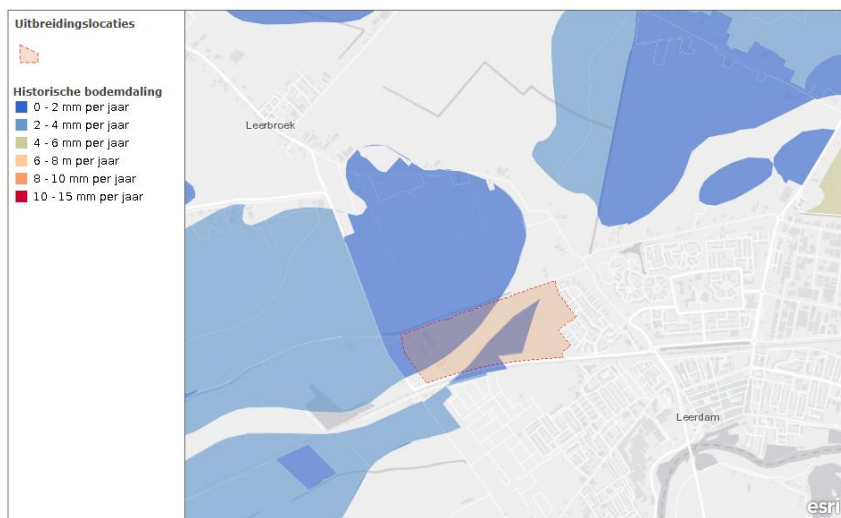 Uitbreidingslocaties
Historische bodemdaling
0 - 2 mm per jaar
2 - 4 mm per jaar
4 - 6 mm per jaar
6 - 8 m per jaar
8 - 10 mm per jaar
10 - 15 mm per jaar
Leerbroek
Leerdam
esri